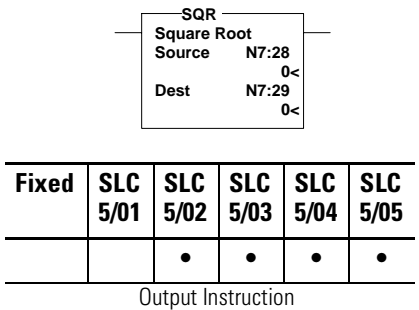 SQR
Square Root
Source N7:28
0<
Dest N7:29
0<
Fixed SLC 5/01 SLC 5/02 SLC 5/03 SLC 5/04 SLC 5/05
• • • •
Output Instruction